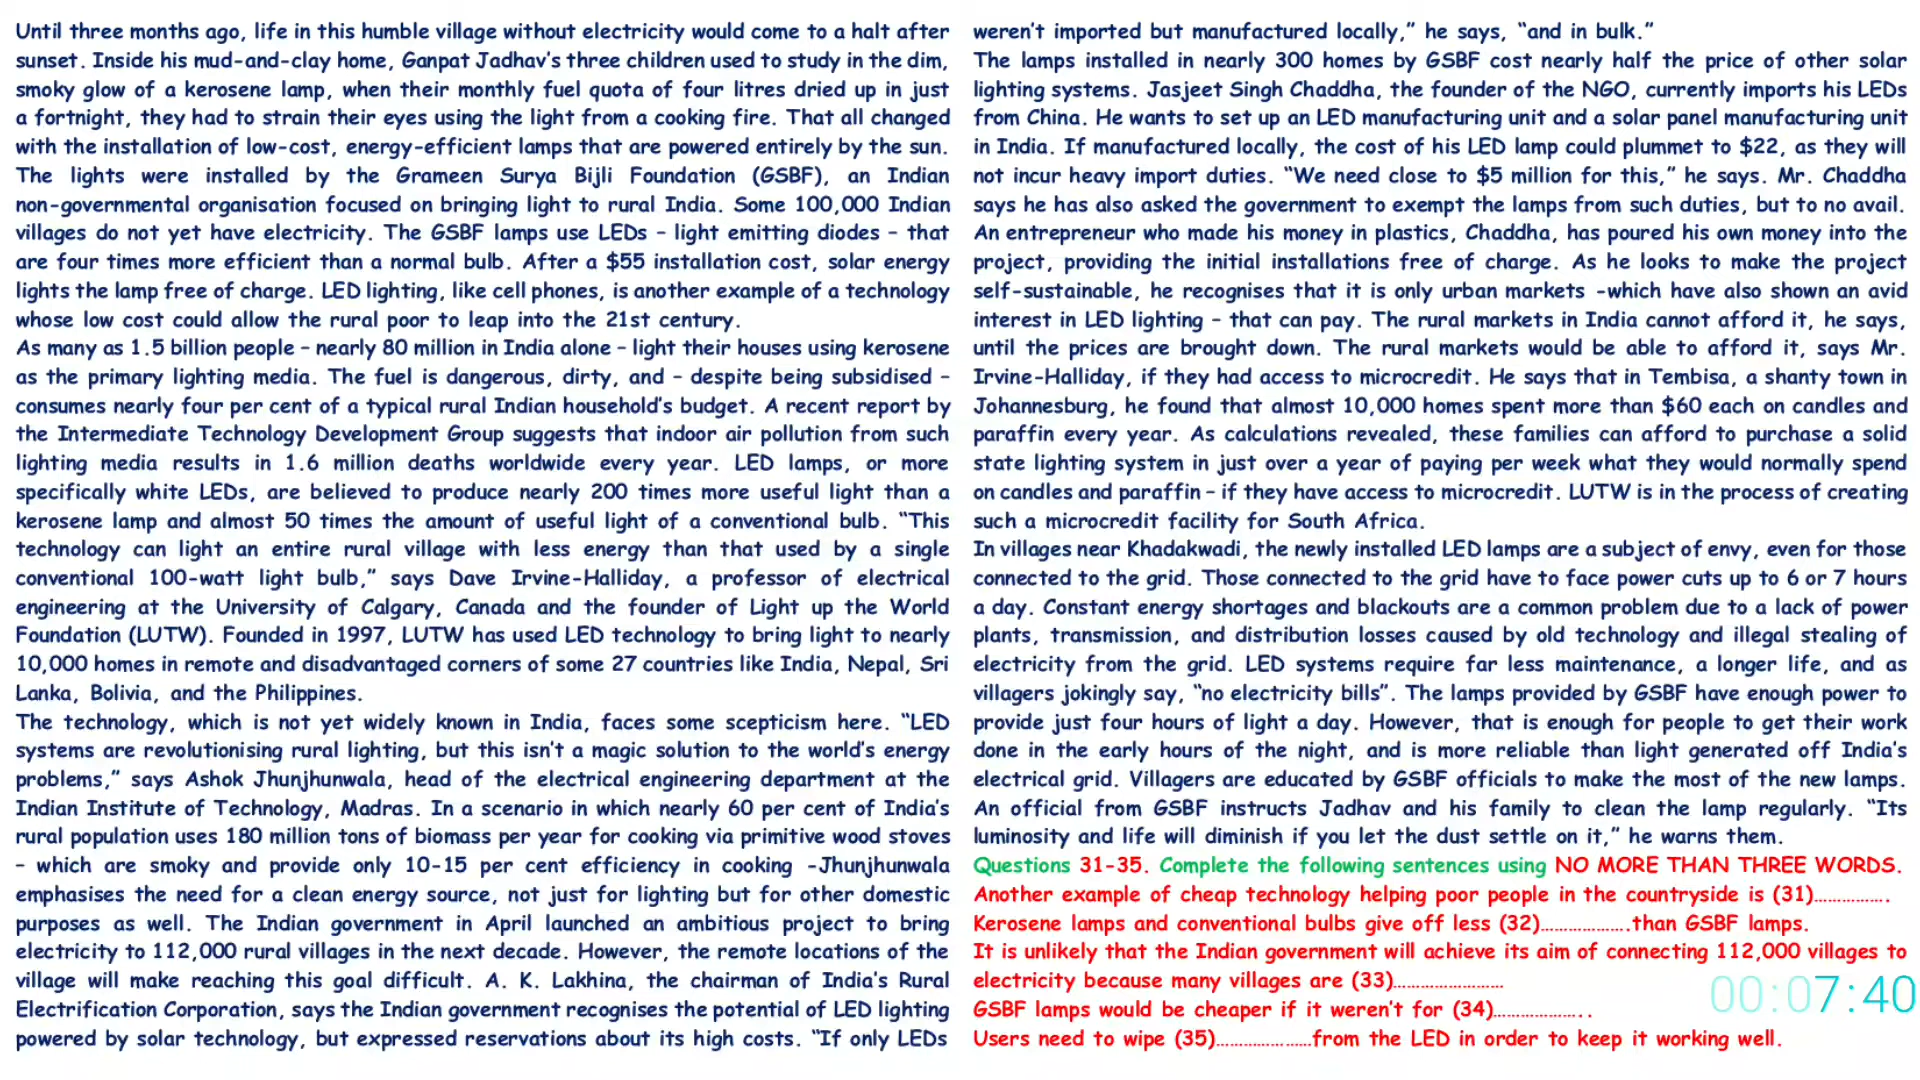 Until three months ago, life in this humble village without electricity would come to a halt after
sunset. Inside his mud-and-clay home, Ganpat Jadhav's three children used to study in the dim,
smoky glow of a kerosene lamp, when their monthly fuel quota of four litres dried up in just
a fortnight, they had to strain their eyes using the light from a cooking fire. That all changed
with the installation of low-cost, energy-efficient lamps that are powered entirely by the sun.
The lights were installed by the Grameen Surya Bijli Foundation (GSBF), an Indian
non-governmental organisation focused on bringing light to rural India. Some 100,000 Indian
villages do not yet have electricity. The GSBF lamps use LEDs – light emitting diodes – that
are four times more efficient than a normal bulb. After a $55 installation cost, solar energy
lights the lamp free of charge. LED lighting, like cell phones, is another example of a technology
whose low cost could allow the rural poor to leap into the 21st century.
As many as 1.5 billion people – nearly 80 million in India alone – light their houses using kerosene
as the primary lighting media. The fuel is dangerous, dirty, and – despite being subsidised –
consumes nearly four per cent of a typical rural Indian household's budget. A recent report by
the Intermediate Technology Development Group suggests that indoor air pollution from such
lighting media results in 1.6 million deaths worldwide every year. LED lamps, or more
specifically white LEDs, are believed to produce nearly 200 times more useful light than a
kerosene lamp and almost 50 times the amount of useful light of a conventional bulb. "This
technology can light an entire rural village with less energy than that used by a single
conventional 100-watt light bulb," says Dave Irvine-Halliday, a professor of electrical
engineering at the University of Calgary, Canada and the founder of Light up the World
Foundation (LUTW). Founded in 1997, LUTW has used LED technology to bring light to nearly
10,000 homes in remote and disadvantaged corners of some 27 countries like India, Nepal, Sri
Lanka, Bolivia, and the Philippines.
The technology, which is not yet widely known in India, faces some scepticism here. "LED
systems are revolutionising rural lighting, but this isn't a magic solution to the world's energy
problems," says Ashok Jhunjhunwala, head of the electrical engineering department at the
Indian Institute of Technology, Madras. In a scenario in which nearly 60 per cent of India's
rural population uses 180 million tons of biomass per year for cooking via primitive wood stoves
– which are smoky and provide only 10-15 per cent efficiency in cooking -Jhunjhunwala
emphasises the need for a clean energy source, not just for lighting but for other domestic
purposes as well. The Indian government in April launched an ambitious project to bring
electricity to 112,000 rural villages in the next decade. However, the remote locations of the
village will make reaching this goal difficult. A. K. Lakhina, the chairman of India's Rural
Electrification Corporation, says the Indian government recognises the potential of LED lighting
powered by solar technology, but expressed reservations about its high costs. "If only LEDs
weren't imported but manufactured locally," he says, "and in bulk."
The lamps installed in nearly 300 homes by GSBF cost nearly half the price of other solar
lighting systems. Jasjeet Singh Chaddha, the founder of the NGO, currently imports his LEDs
from China. He wants to set up an LED manufacturing unit and a solar panel manufacturing unit
in India. If manufactured locally, the cost of his LED lamp could plummet to $22, as they will
not incur heavy import duties. "We need close to $5 million for this," he says. Mr. Chaddha
says he has also asked the government to exempt the lamps from such duties, but to no avail.
An entrepreneur who made his money in plastics, Chaddha, has poured his own money into the
project, providing the initial installations free of charge. As he looks to make the project
self-sustainable, he recognises that it is only urban markets -which have also shown an avid
interest in LED lighting – that can pay. The rural markets in India cannot afford it, he says,
until the prices are brought down. The rural markets would be able to afford it, says Mr.
Irvine-Halliday, if they had access to microcredit. He says that in Tembisa, a shanty town in
Johannesburg, he found that almost 10,000 homes spent more than $60 each on candles and
paraffin every year. As calculations revealed, these families can afford to purchase a solid
state lighting system in just over a year of paying per week what they would normally spend
on candles and paraffin – if they have access to microcredit. LUTW is in the process of creating
such a microcredit facility for South Africa.
In villages near Khadakwadi, the newly installed LED lamps are a subject of envy, even for those
connected to the grid. Those connected to the grid have to face power cuts up to 6 or 7 hours
a day. Constant energy shortages and blackouts are a common problem due to a lack of power
plants, transmission, and distribution losses caused by old technology and illegal stealing of
electricity from the grid. LED systems require far less maintenance, a longer life, and as
villagers jokingly say, "no electricity bills". The lamps provided by GSBF have enough power to
provide just four hours of light a day. However, that is enough for people to get their work
done in the early hours of the night, and is more reliable than light generated off India's
electrical grid. Villagers are educated by GSBF officials to make the most of the new lamps.
An official from GSBF instructs Jadhav and his family to clean the lamp regularly. "Its
luminosity and life will diminish if you let the dust settle on it," he warns them.
Questions 31-35. Complete the following sentences using NO MORE THAN THREE WORDS.
Another example of cheap technology helping poor people in the countryside is (31)................
Kerosene lamps and conventional bulbs give off less (32)...................than GSBF lamps.
It is unlikely that the Indian government will achieve its aim of connecting 112,000 villages to
electricity because many villages are (33).......................
GSBF lamps would be cheaper if it weren't for (34)....................
Users need to wipe (35)....................from the LED in order to keep it working well.
00:07:40